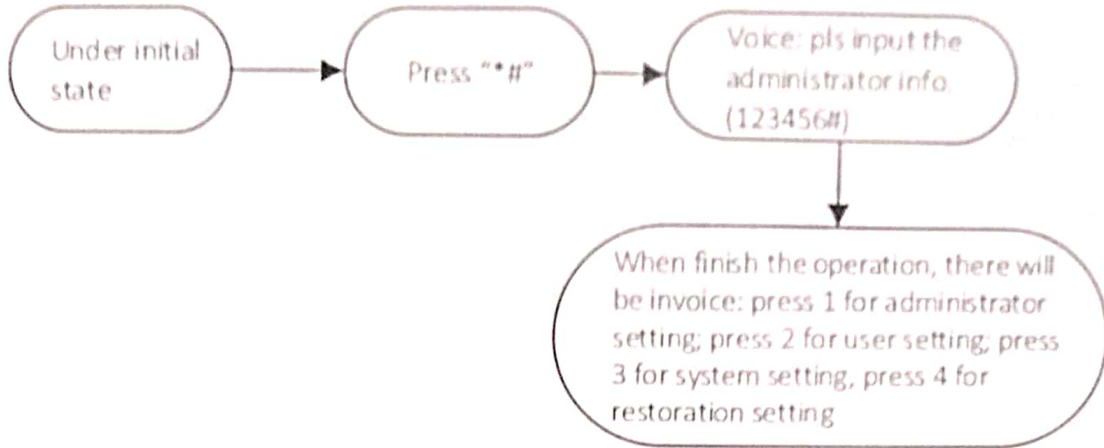 Under initial
state
Press "*#"
Voice: pls input the
administrator info.
(123456#)
When finish the operation, there will
be invoice: press 1 for administrator
setting; press 2 for user setting; press
3 for system setting, press 4 for
restoration setting